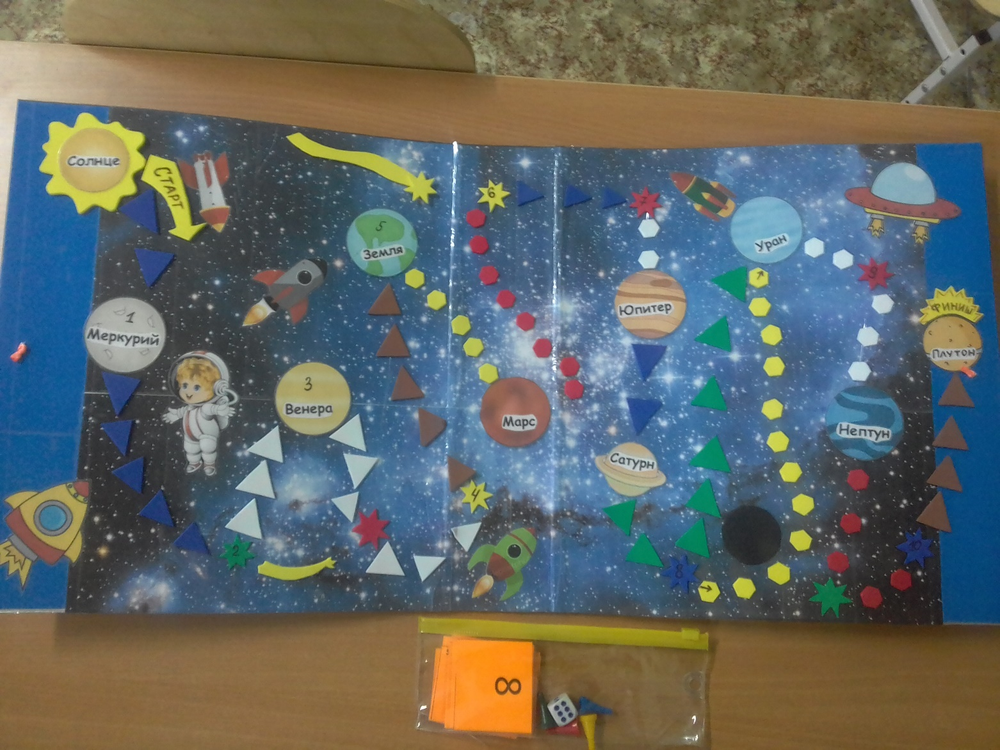 Солнце
СТАРТ
1
Меркурий
2
3
Венера
4
5
Земля
6
Марс
7
Юпитер
Сатурн
8
Уран
9
Нептун
10
ФИНИШ
Плутон
8